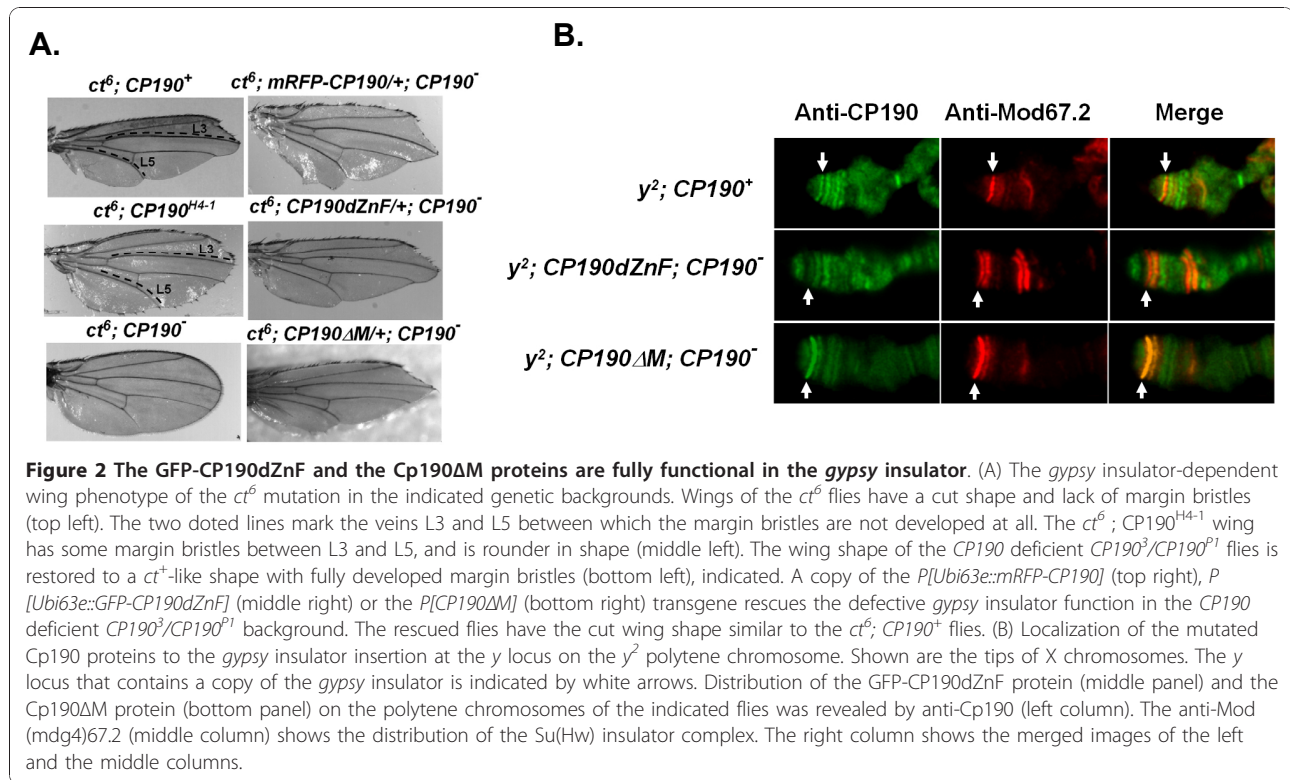 A.
B.
ct⁶; CP190⁺
ct⁶; mRFP-CP190/+; CP190⁻
L3
L5
ct⁶; CP190ᴴ⁴⁻¹
ct⁶; CP190dZnF/+; CP190⁻
L3
L5
ct⁶; CP190⁻
ct⁶; CP190ΔM/+; CP190⁻
Anti-CP190 Anti-Mod67.2 Merge
y²; CP190⁺
y²; CP190dZnF; CP190⁻
y²; CP190ΔM; CP190⁻
Figure 2 The GFP-CP190dZnF and the Cp190ΔM proteins are fully functional in the gypsy insulator. (A) The gypsy insulator-dependent
wing phenotype of the ct⁶ mutation in the indicated genetic backgrounds. Wings of the ct⁶ flies have a cut shape and lack of margin bristles
(top left). The two doted lines mark the veins L3 and L5 between which the margin bristles are not developed at all. The ct⁶ ; CP190ᴴ⁴⁻¹ wing
has some margin bristles between L3 and L5, and is rounder in shape (middle left). The wing shape of the CP190 deficient CP190³/CP190ᴾ¹ flies is
restored to a ct⁺-like shape with fully developed margin bristles (bottom left), indicated. A copy of the P[Ubi63e::mRFP-CP190] (top right), P
[Ubi63e::GFP-CP190dZnF] (middle right) or the P[CP190ΔM] (bottom right) transgene rescues the defective gypsy insulator function in the CP190
deficient CP190³/CP190ᴾ¹ background. The rescued flies have the cut wing shape similar to the ct⁶; CP190⁺ flies. (B) Localization of the mutated
Cp190 proteins to the gypsy insulator insertion at the y locus on the y² polytene chromosome. Shown are the tips of X chromosomes. The y
locus that contains a copy of the gypsy insulator is indicated by white arrows. Distribution of the GFP-CP190dZnF protein (middle panel) and the
Cp190ΔM protein (bottom panel) on the polytene chromosomes of the indicated flies was revealed by anti-Cp190 (left column). The anti-Mod
(mdg4)67.2 (middle column) shows the distribution of the Su(Hw) insulator complex. The right column shows the merged images of the left
and the middle columns.